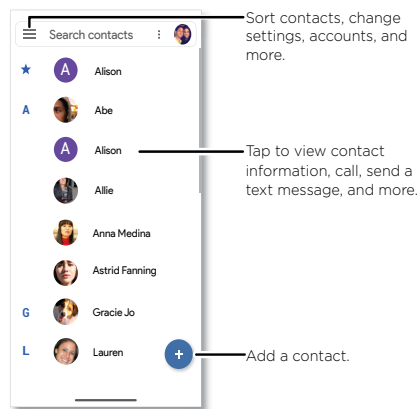 Search contacts
Sort contacts, change
settings, accounts, and
more.
A Alison
A Abe
A Alison
Tap to view contact
information, call, send a
text message, and more.
Allie
Anna Medina
Astrid Fanning
G Gracie Jo
L Lauren
+
Add a contact.